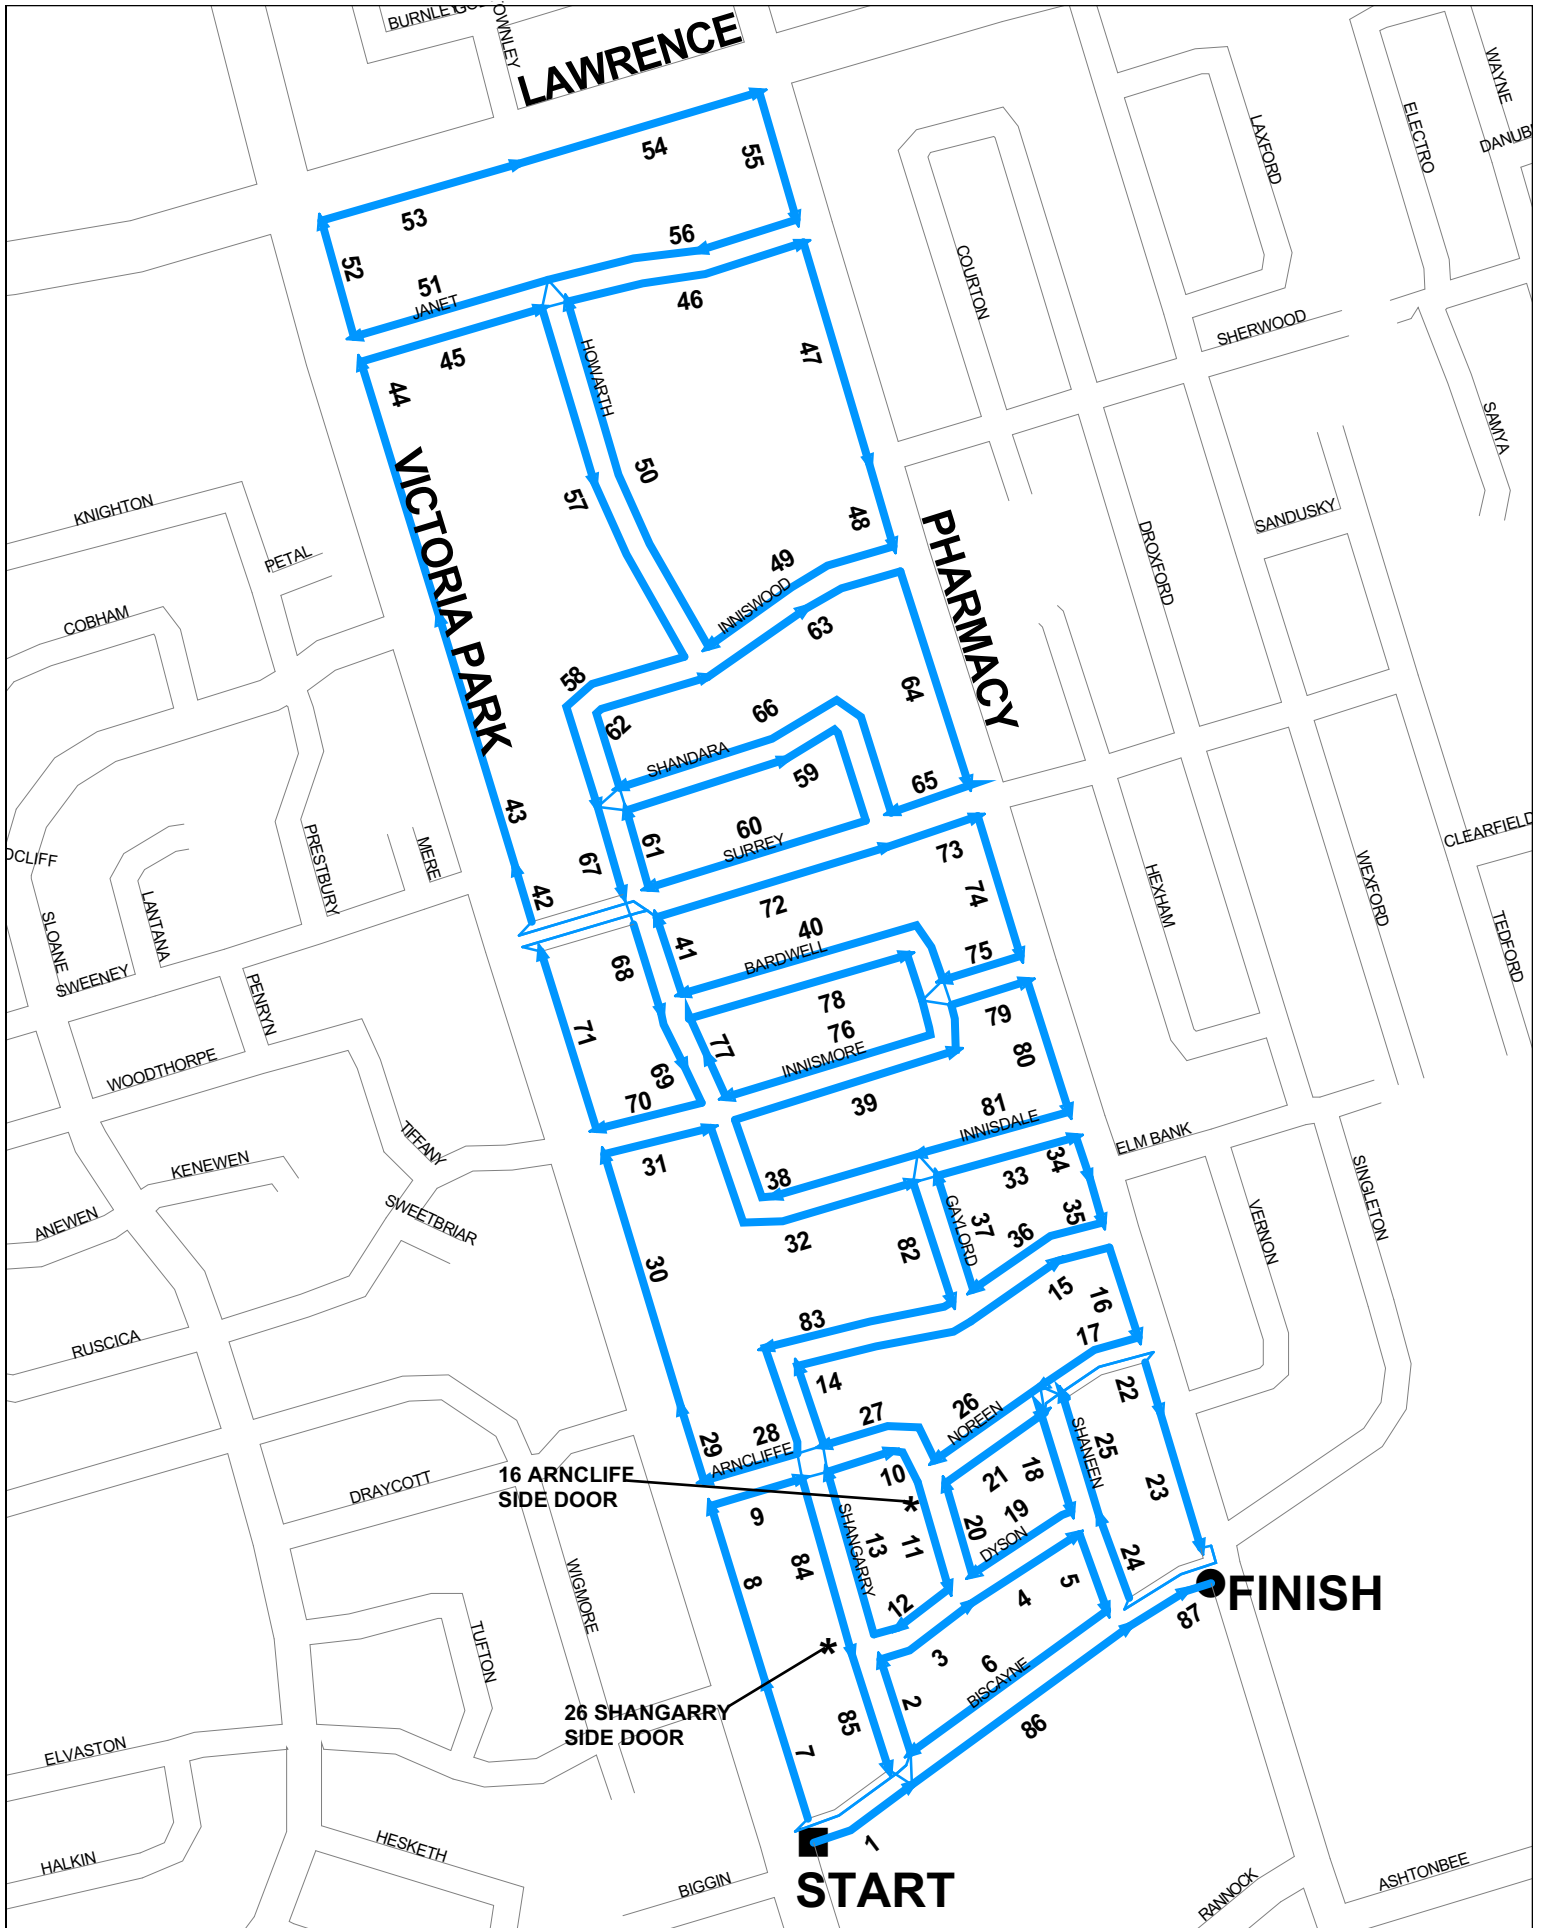 BURNLEY
TOWNLEY
LAWRENCE
WAYNE
ELECTRO
LAXFORD
54
55
53
56
52
51
JANET
COURTON
46
SHERWOOD
45
47
44
HOWARTH
SAMYA
VICTORIA PARK
50
57
KNIGHTON
48
SANDUSKY
PETAL
49
PHARMACY
DROXFORD
INNISWOOD
COBHAM
63
58
64
62
66
SHANDARA
59
65
43
60
SURREY
61
PRESTBURY
MERE
67
73
CLEARFIELD
42
74
HEXHAM
WEXFORD
72
40
41
BARDWELL
75
LANTANA
SLOANE
TEDFORD
SWEENEY
68
PENRYN
78
79
71
76
INNISMORE
77
80
WOODTHORPE
69
70
39
81
INNISDALE
TIFFANY
ELM BANK
KENEWEN
31
34
38
33
SINGLETON
SWEETBRIAR
ANEWEN
35
GAYLORD
37
36
VERNON
32
82
30
15
16
83
RUSCICA
17
14
22
27
26
NOREEN
28
29
ARNCLIFFE
SHANEEN
25
16 ARNCLIFE
SIDE DOOR
10
21
18
23
DRAYCOTT
9
19
SHANGARRY
13
11
20
DYSON
84
24
8
5
WIGMORE
4
FINISH
12
87
TUFTON
3
6
BISCAYNE
26 SHANGARRY
SIDE DOOR
2
85
86
7
ELVASTON
1
HESKETH
HALKIN
BIGGIN
START
RANNOCK
ASHTONBEE